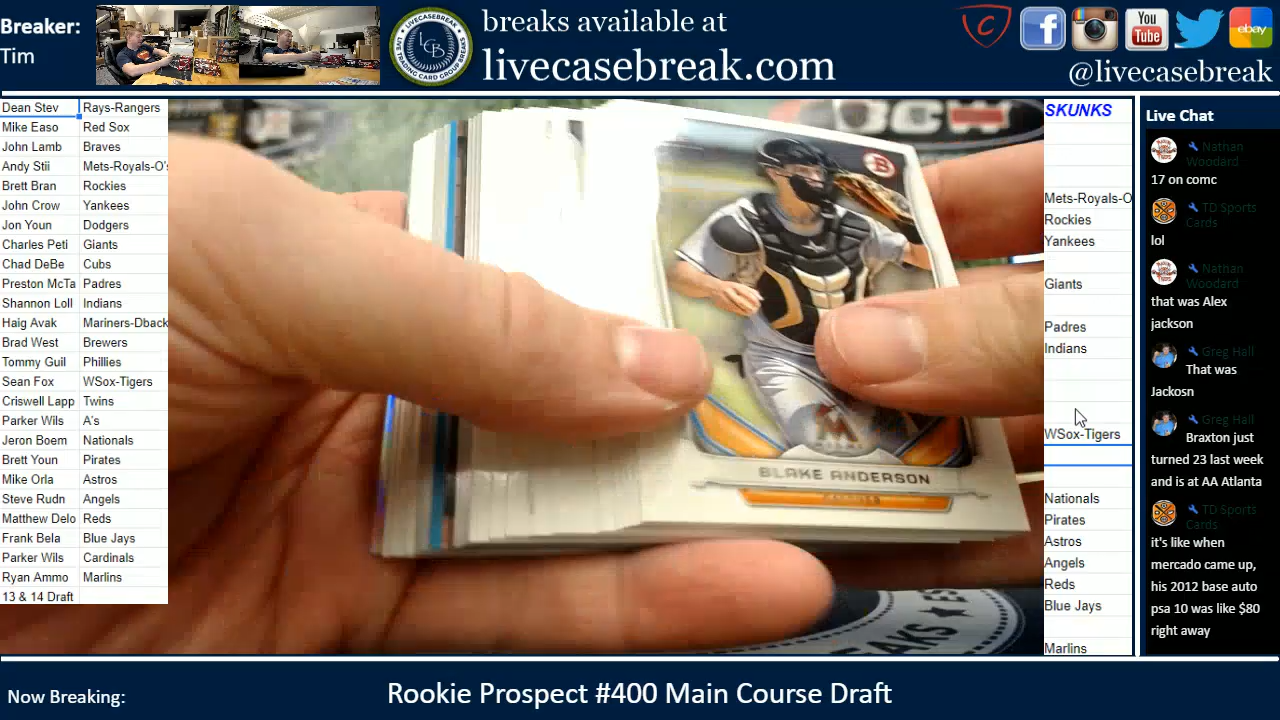 Breaker:
Tim
LCB
breaks available at
livecasebreak.com
You
Tube
ebay
@livecasebreak
Dean Stev Rays-Rangers
Mike Easo Red Sox
John Lamb Braves
Andy Stii Mets-Royals-O's
Brett Bran Rockies
John Crow Yankees
Jon Youn Dodgers
Charles Peti Giants
Chad DeBe Cubs
Preston McTa Padres
Shannon Loll Indians
Haig Avak Mariners-Dback
Brad West Brewers
Tommy Guil Phillies
Sean Fox WSox-Tigers
Criswell Lapp Twins
Parker Wils A's
Jeron Boem Nationals
Brett Youn Pirates
Mike Orla Astros
Steve Rudn Angels
Matthew Delo Reds
Frank Bela Blue Jays
Parker Wils Cardinals
Ryan Ammo Marlins
13 & 14 Draft
B
BLAKE ANDERSON
CATCHER
SKUNKS
Mets-Royals-O
Rockies
Yankees
Giants
Padres
Indians
WSox-Tigers
Nationals
Pirates
Astros
Angels
Reds
Blue Jays
Marlins
Live Chat
Nathan
Woodard
17 on comc
TD Sports
Cards
lol
Nathan
Woodard
that was Alex
jackson
Greg Hall
That was
Jackosn
Greg Hall
Braxton just
turned 23 last week
and is at AA Atlanta
TD Sports
Cards
it's like when
mercado came up,
his 2012 base auto
psa 10 was like $80
right away
Now Breaking:
Rookie Prospect #400 Main Course Draft